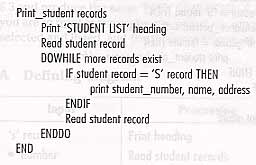 Print_student records
Print 'STUDENT LIST' heading
Read student record
DOWHILE more records exist
IF student record = 'S' record THEN
print student_number, name, address
ENDIF
Read student record
ENDDO
END